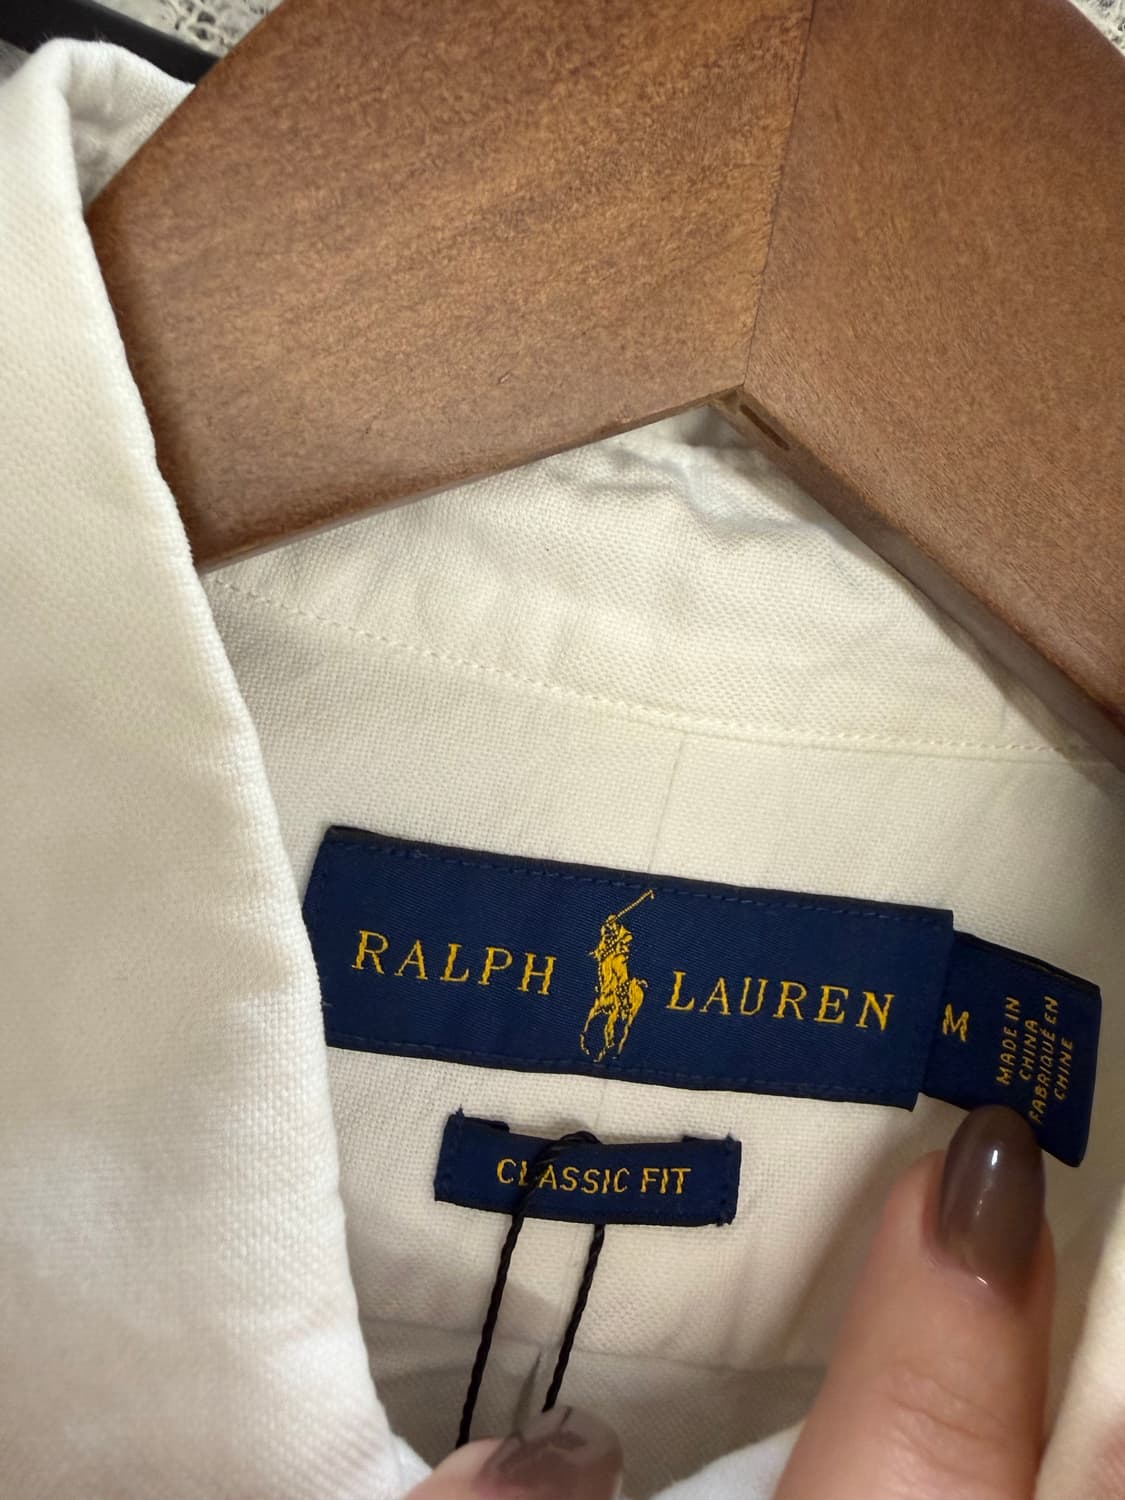 RALPH LAUREN
M
MADE IN
CHINA
FABRIQUÉ EN
CHINE
CLASSIC FIT